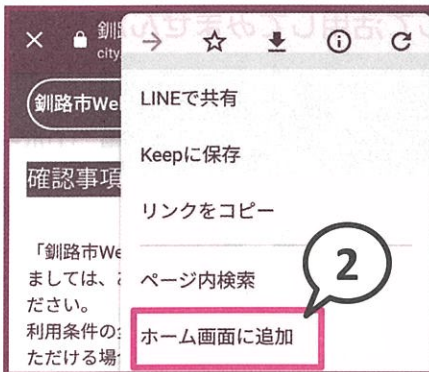 釧路
city
釧路市We
確認事項
「釧路市We
ましては、
ださい。
利用条件の
ただける場
LINEで共有
Keepに保存
リンクをコピー
ページ内検索
ホーム画面に追加
2